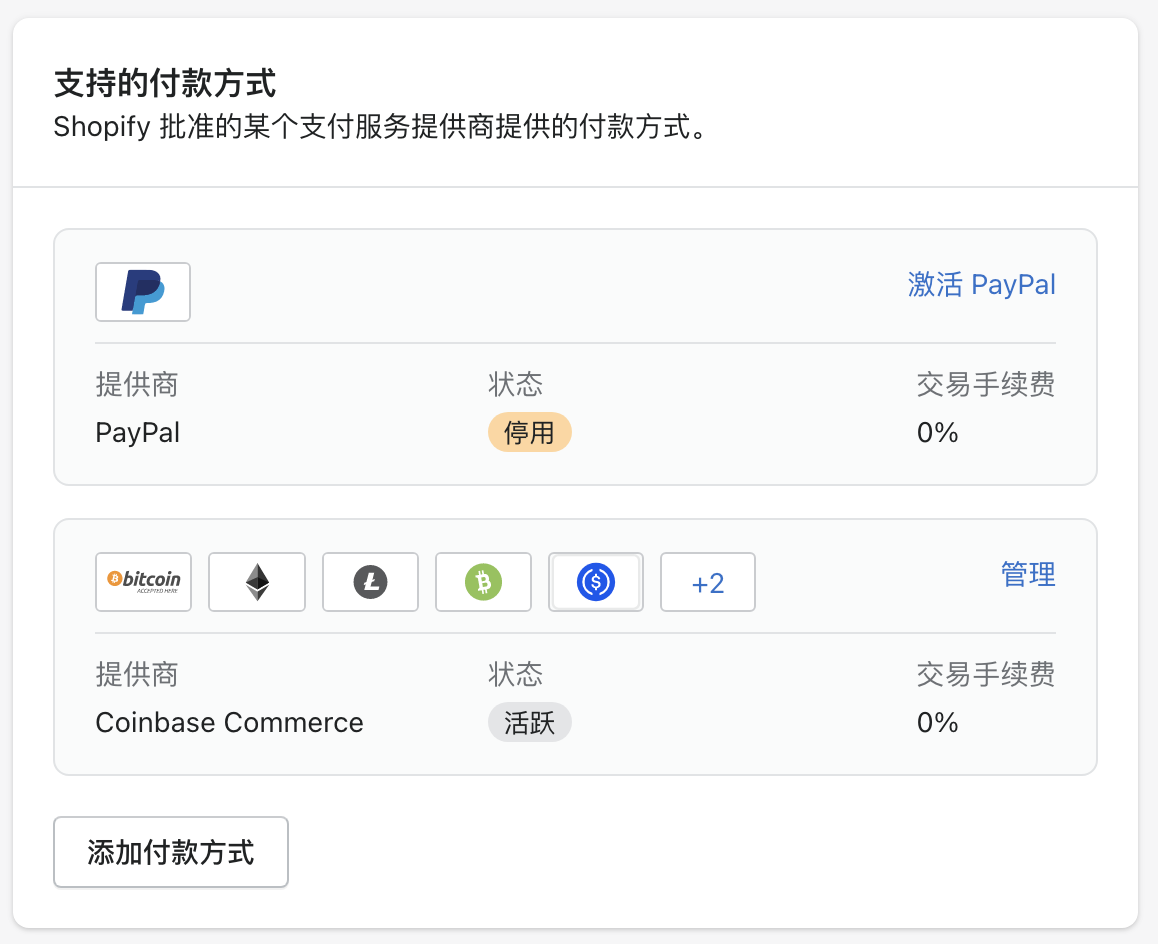 支持的付款方式
Shopify 批准的某个支付服务提供商提供的付款方式。
激活 PayPal
提供商 状态 交易手续费
PayPal 停用 0%
bitcoin
ACCEPTED HERE
+2 管理
提供商 状态 交易手续费
Coinbase Commerce 活跃 0%
添加付款方式